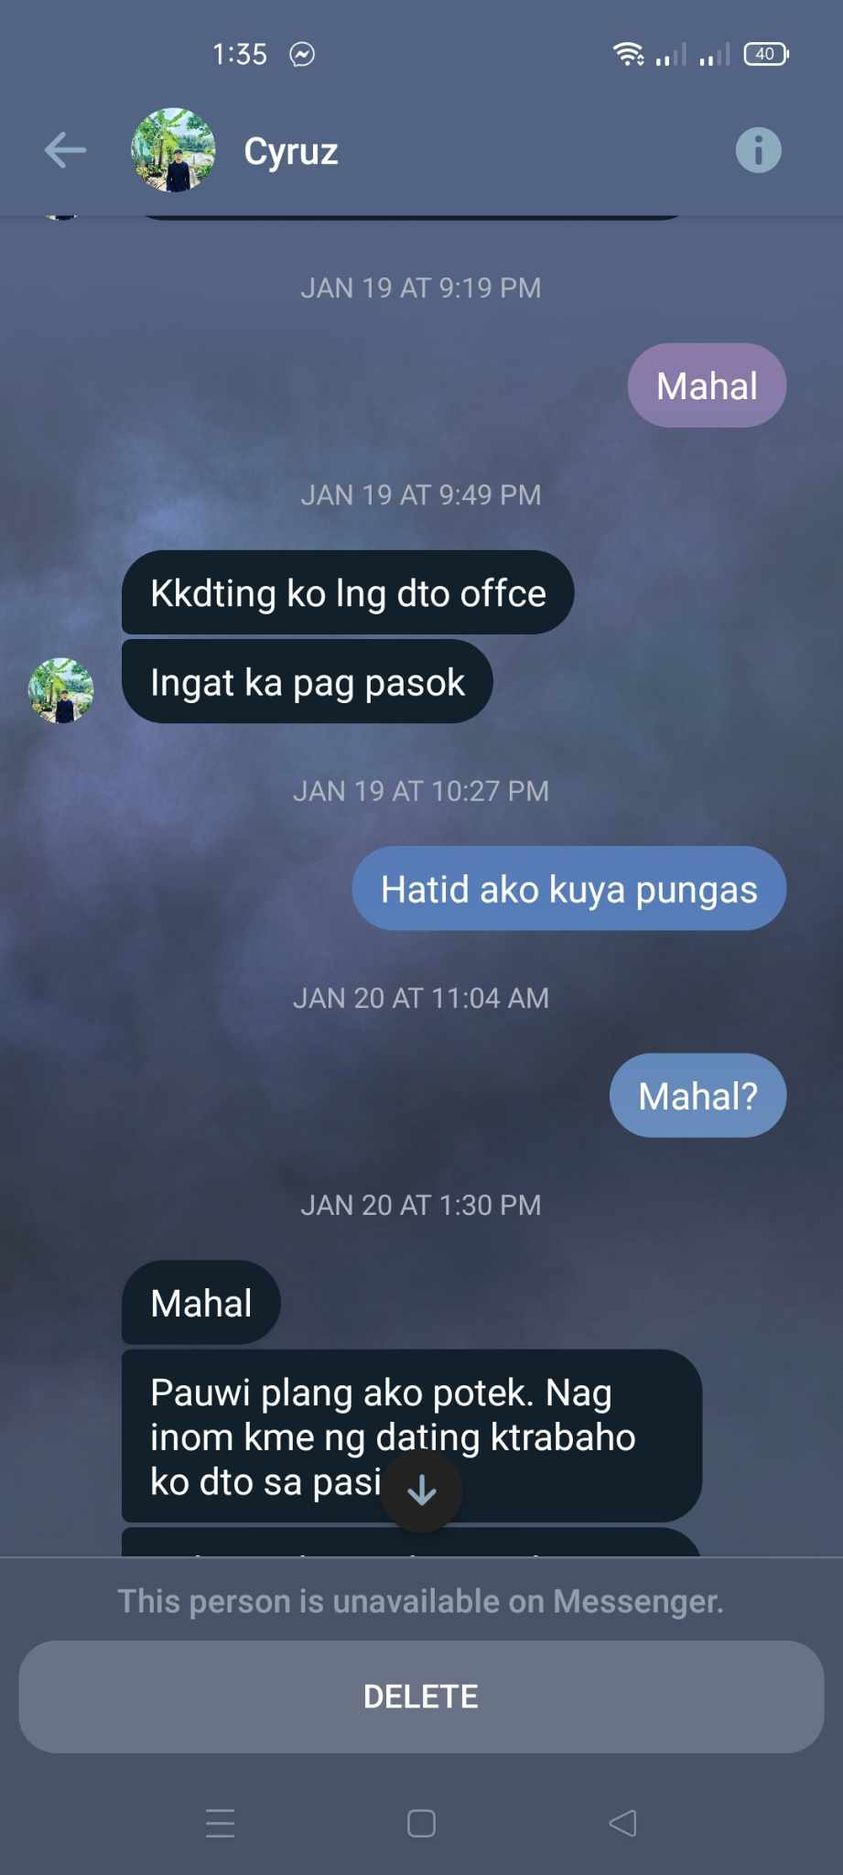 1:35
40
Cyruz
JAN 19 AT 9:19 PM
Mahal
JAN 19 AT 9:49 PM
Kkdting ko lng dto offce
Ingat ka pag pasok
JAN 19 AT 10:27 PM
Hatid ako kuya pungas
JAN 20 AT 11:04 AM
Mahal?
JAN 20 AT 1:30 PM
Mahal
Pauwi plang ako potek. Nag
inom kme ng dating ktrabaho
ko dto sa pasi
This person is unavailable on Messenger.
DELETE